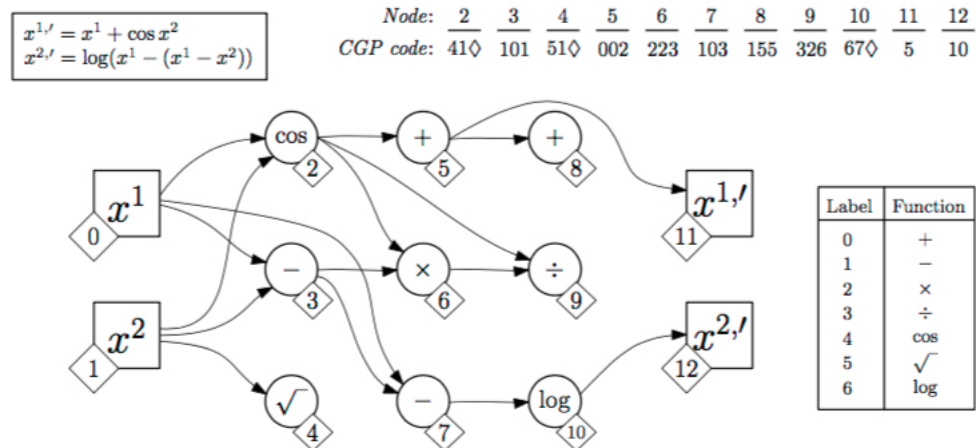 x^{1,′} = x^1 + cos x^2
x^{2,′} = log(x^1 − (x^1 − x^2))
Node: 2 3 4 5 6 7 8 9 10 11 12
CGP code: 41◊ 101 51◊ 002 223 103 155 326 67◊ 5 10
cos
2
+
5
+
8
x^1
0
x^{1,′}
11
−
3
×
6
÷
9
x^2
1
x^{2,′}
12
√
4
−
7
log
10
Label Function
0 +
1 −
2 ×
3 ÷
4 cos
5 √
6 log